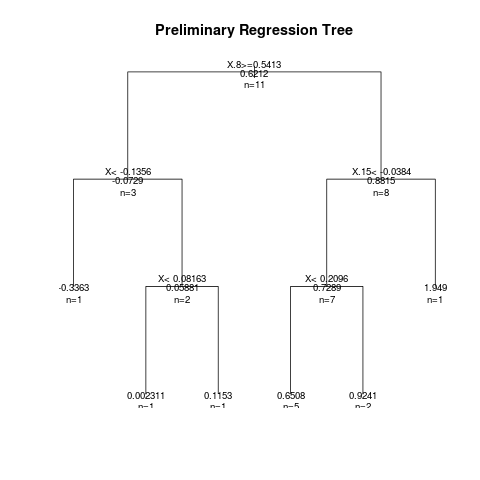 Preliminary Regression Tree
X.8>=0.5413
0.6212
n=11
X< -0.1356
-0.0729
n=3
X.15< -0.0384
0.8815
n=8
-0.3363
n=1
X< 0.08163
0.05881
n=2
X< 0.2096
0.7289
n=7
1.949
n=1
0.002311
n=1
0.1153
n=1
0.6508
n=5
0.9241
n=2